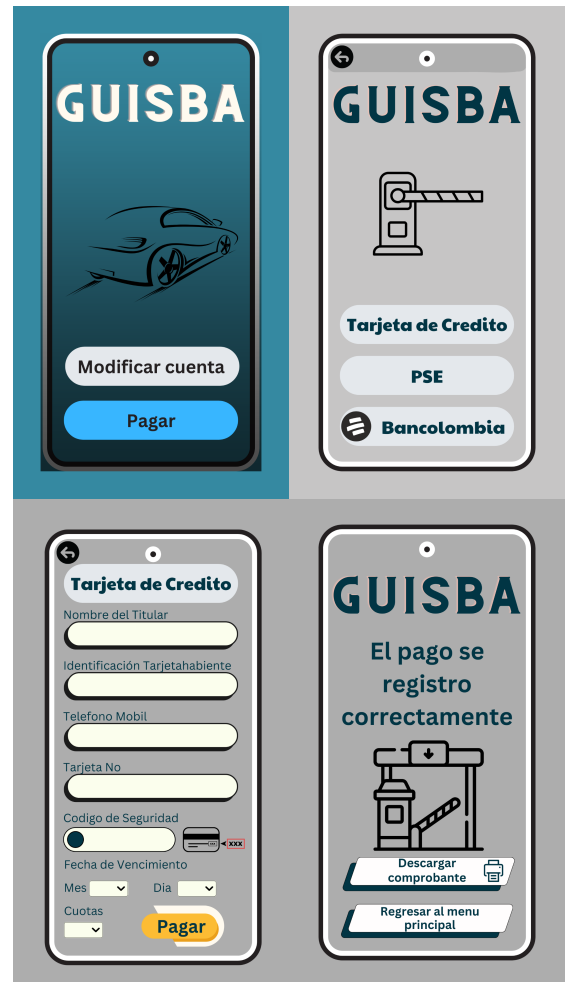 GUISBA
Modificar cuenta
Pagar
GUISBA
Tarjeta de Credito
PSE
Bancolombia
Tarjeta de Credito
Nombre del Titular
Identificación Tarjetahabiente
Telefono Mobil
Tarjeta No
Codigo de Seguridad
xxx
Fecha de Vencimiento
Mes Dia
Cuotas
Pagar
GUISBA
El pago se
registro
correctamente
Descargar
comprobante
Regresar al menu
principal